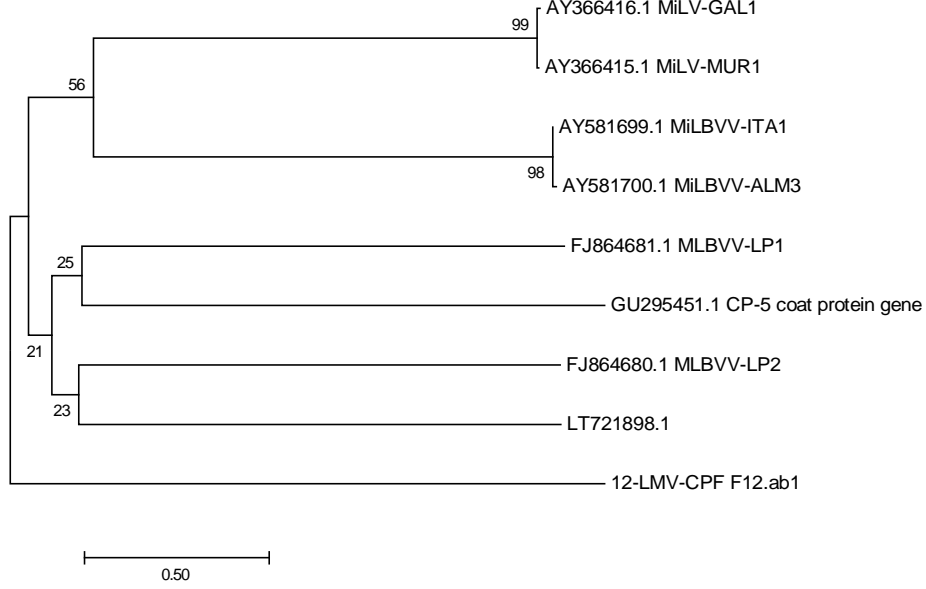 AY366416.1 MiLV-GAL1
99
AY366415.1 MiLV-MUR1
56
AY581699.1 MiLBVV-ITA1
98
AY581700.1 MiLBVV-ALM3
FJ864681.1 MLBVV-LP1
25
GU295451.1 CP-5 coat protein gene
21
FJ864680.1 MLBVV-LP2
23
LT721898.1
12-LMV-CPF F12.ab1
0.50